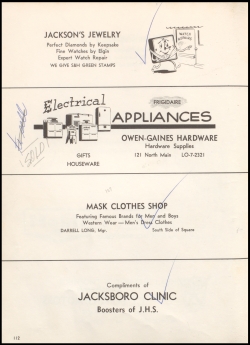 JACKSON'S JEWELRY
Perfect Diamonds by Keepsake
Fine Watches by Elgin
Expert Watch Repair
WE GIVE S&H GREEN STAMPS
Electrical
FRIGIDAIRE
APPLIANCES
OWEN-GAINES HARDWARE
Hardware Supplies
GIFTS
HOUSEWARE
121 North Main LO-7-2321
MASK CLOTHES SHOP
Featuring Famous Brands for Men and Boys
Western Wear — Men's Dress Clothes
DARRELL LONG, Mgr. South Side of Square
Compliments of
JACKSBORO CLINIC
Boosters of J.H.S.
112